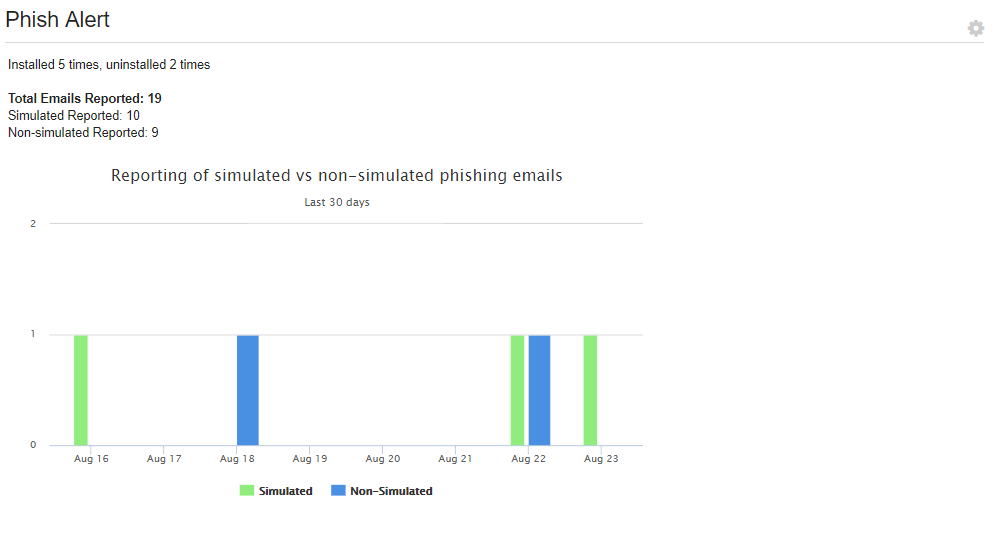 Phish Alert
Installed 5 times, uninstalled 2 times
Total Emails Reported: 19
Simulated Reported: 10
Non-simulated Reported: 9
Reporting of simulated vs non-simulated phishing emails
Last 30 days
2
1
0
Aug 16 Aug 17 Aug 18 Aug 19 Aug 20 Aug 21 Aug 22 Aug 23
Simulated Non-Simulated